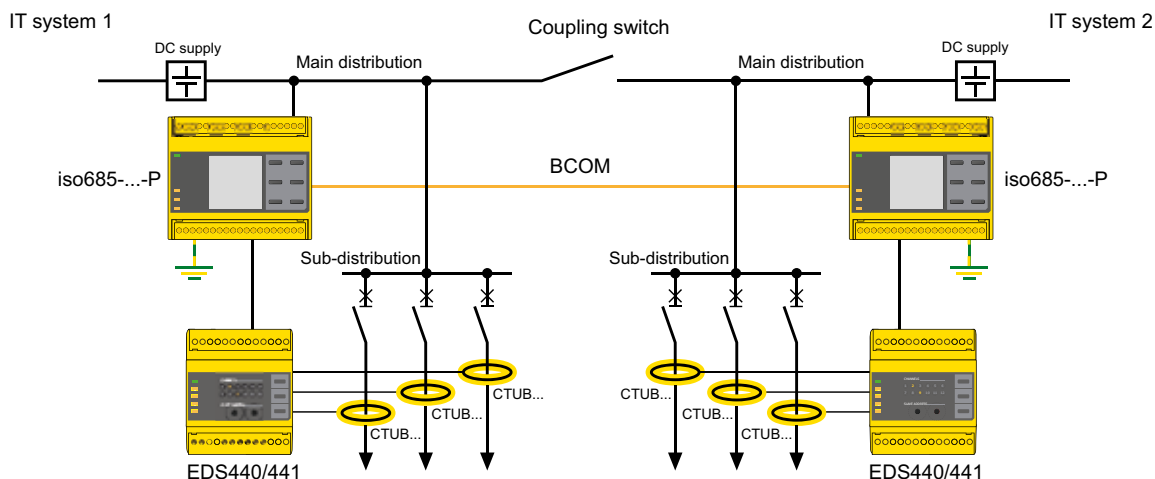 IT system 1
Coupling switch
IT system 2
DC supply
Main distribution
Main distribution
DC supply
iso685-...-P
BCOM
iso685-...-P
Sub-distribution
Sub-distribution
CTUB...
CTUB...
CTUB...
CTUB...
CTUB...
CTUB...
EDS440/441
EDS440/441